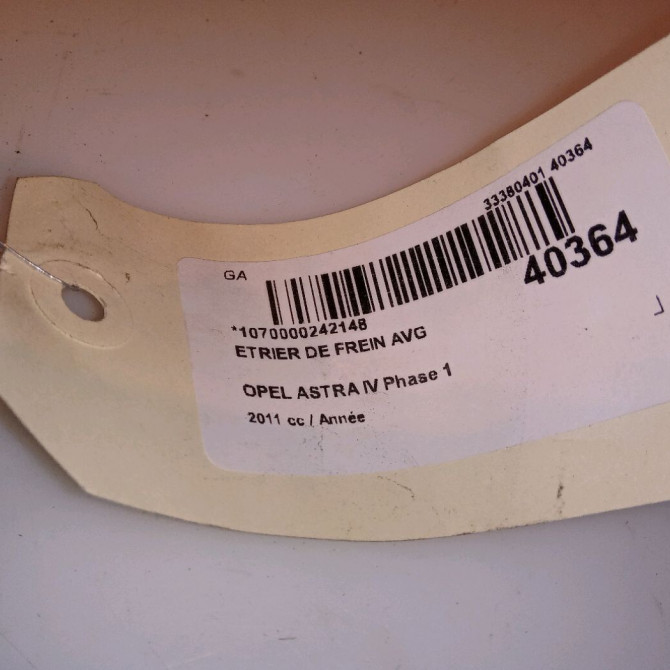 33380401 40364
GA
40364
*1070000242148
ETRIER DE FREIN AVG
OPEL ASTRA IV Phase 1
2011 cc / Année